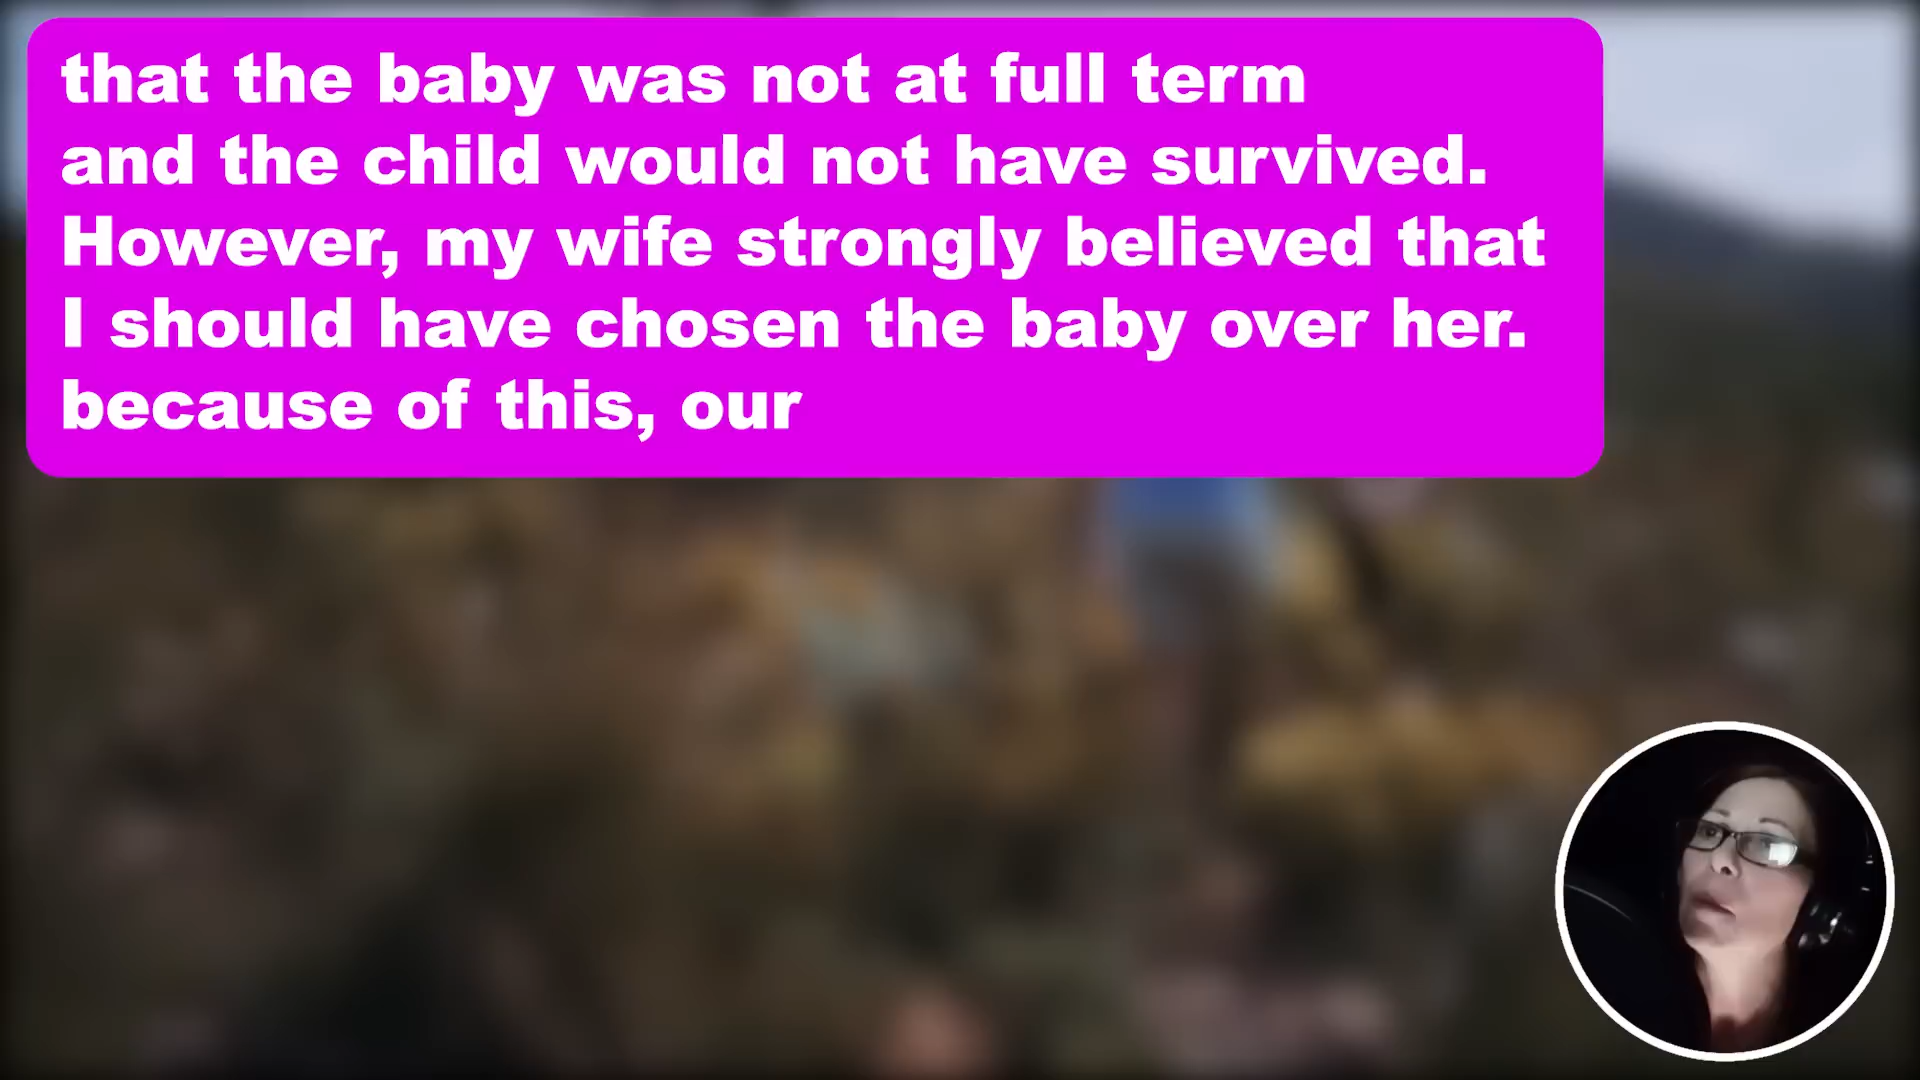 that the baby was not at full term
and the child would not have survived.
However, my wife strongly believed that
I should have chosen the baby over her.
because of this, our